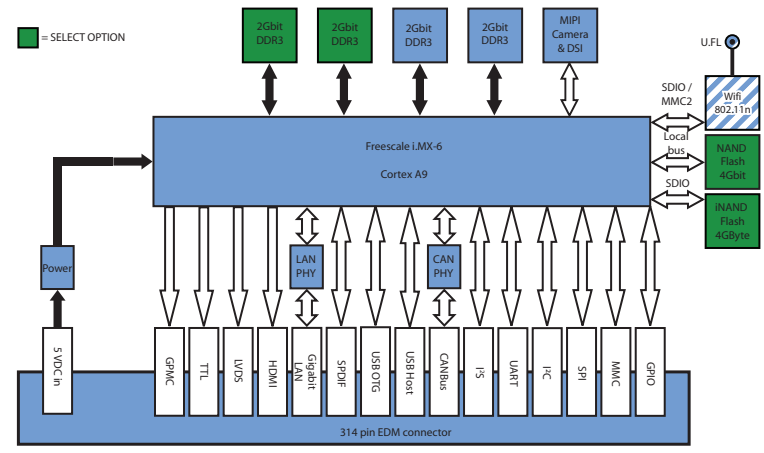 = SELECT OPTION
2Gbit
DDR3
2Gbit
DDR3
2Gbit
DDR3
2Gbit
DDR3
MIPI
Camera
& DSI
U.FL
SDIO /
MMC2
Wifi
802.11n
Local
bus
NAND
Flash
4Gbit
SDIO
iNAND
Flash
4GByte
Freescale i.MX-6
Cortex A9
Power
LAN
PHY
CAN
PHY
5 VDC in
GPMC
TTL
LVDS
HDMI
Gigabit
LAN
SPDIF
USB OTG
USB Host
CANBus
I²S
UART
I²C
SPI
MMC
GPIO
314 pin EDM connector